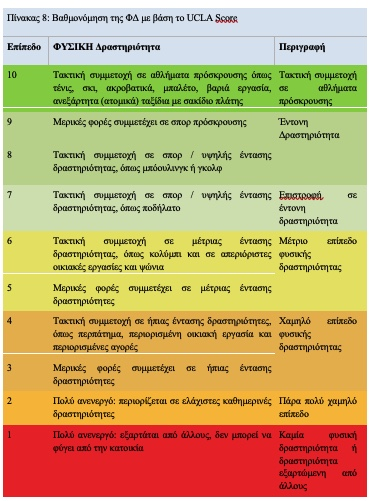 Πίνακας 8: Βαθμονόμηση της ΦΔ με βάση το UCLA Score
Επίπεδο ΦΥΣΙΚΗ Δραστηριότητα Περιγραφή
10 Τακτική συμμετοχή σε αθλήματα πρόσκρουσης όπως
τένις, σκι, ακροβατικά, μπαλέτο, βαριά εργασία,
ανεξάρτητα (ατομικά) ταξίδια με σακίδιο πλάτης
Τακτική συμμετοχή
σε αθλήματα
πρόσκρουσης
9 Μερικές φορές συμμετέχει σε σπορ πρόσκρουσης
Έντονη
Δραστηριότητα
8 Τακτική συμμετοχή σε σπορ / υψηλής έντασης
δραστηριότητας, όπως μπόουλινγκ ή γκολφ
7 Τακτική συμμετοχή σε σπορ / υψηλής έντασης
δραστηριότητας, όπως ποδήλατο
Επιστροφή σε
έντονη
δραστηριότητα
6 Τακτική συμμετοχή σε μέτριας έντασης
δραστηριότητας, όπως κολύμπι και σε απεριόριστες
οικιακές εργασίες και ψώνια
Μέτριο επίπεδο
φυσικής
δραστηριότητας
5 Μερικές φορές συμμετέχει σε μέτριας έντασης
δραστηριότητες
4 Τακτική συμμετοχή σε ήπιας έντασης δραστηριότητες,
όπως περπάτημα, περιορισμένη οικιακή εργασία και
περιορισμένες αγορές
Χαμηλό επίπεδο
φυσικής
δραστηριότητας
3 Μερικές φορές συμμετέχει σε ήπιας έντασης
δραστηριότητες
2 Πολύ ανενεργό: περιορίζεται σε ελάχιστες καθημερινές
δραστηριότητες
Πάρα πολύ χαμηλό
επίπεδο
1 Πολύ ανενεργό: εξαρτάται από άλλους, δεν μπορεί να
φύγει από την κατοικία
Καμία φυσική
δραστηριότητα ή
δραστηριότητα
εξαρτώμενη από
άλλους